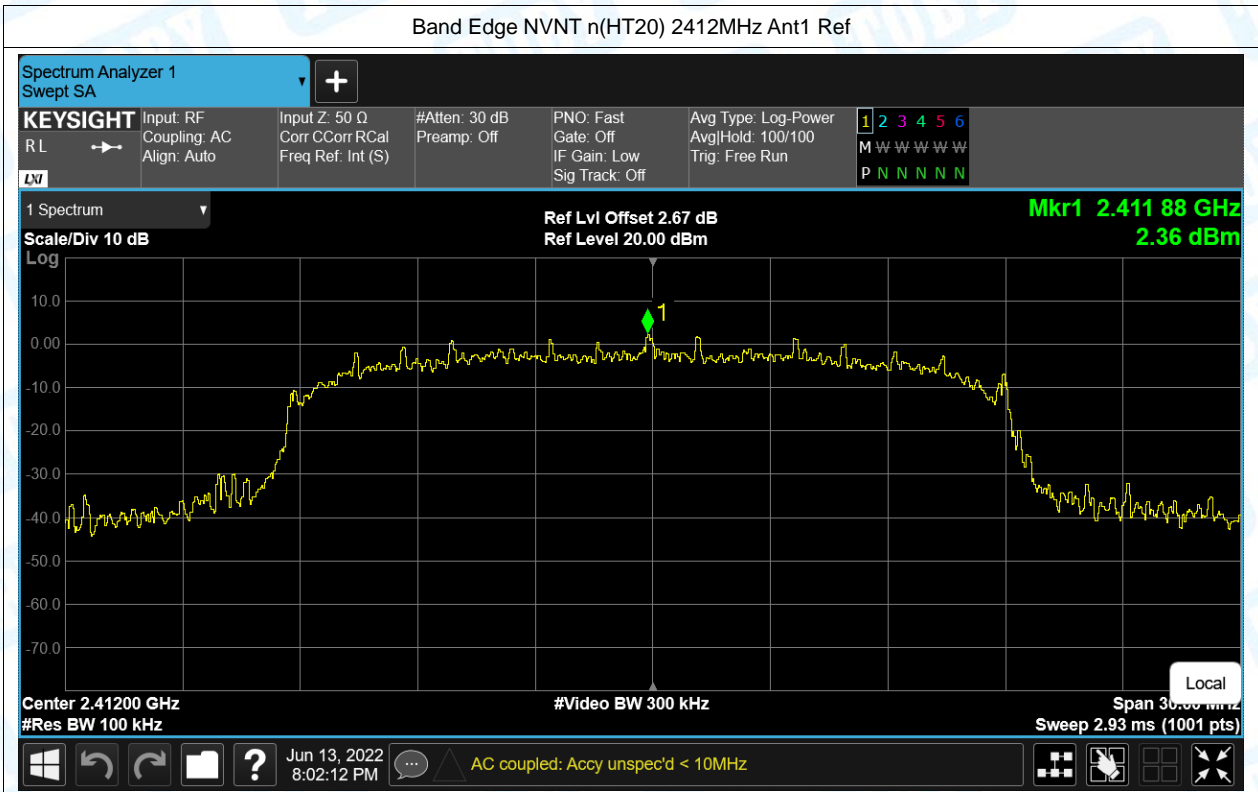 Band Edge NVNT n(HT20) 2412MHz Ant1 Ref
Spectrum Analyzer 1
Swept SA
KEYSIGHT
R L
LXI
Input: RF
Coupling: AC
Align: Auto
Input Z: 50 Ω
Corr CCorr RCal
Freq Ref: Int (S)
#Atten: 30 dB
Preamp: Off
PNO: Fast
Gate: Off
IF Gain: Low
Sig Track: Off
Avg Type: Log-Power
Avg|Hold: 100/100
Trig: Free Run
1 2 3 4 5 6
M W W W W W
P N N N N N
1 Spectrum
Scale/Div 10 dB
Ref Lvl Offset 2.67 dB
Ref Level 20.00 dBm
Mkr1 2.411 88 GHz
2.36 dBm
Log
10.0
0.00
-10.0
-20.0
-30.0
-40.0
-50.0
-60.0
-70.0
1
Center 2.41200 GHz
#Res BW 100 kHz
#Video BW 300 kHz
Local
Span 30.00 MHz
Sweep 2.93 ms (1001 pts)
Jun 13, 2022
8:02:12 PM
AC coupled: Accy unspec'd < 10MHz